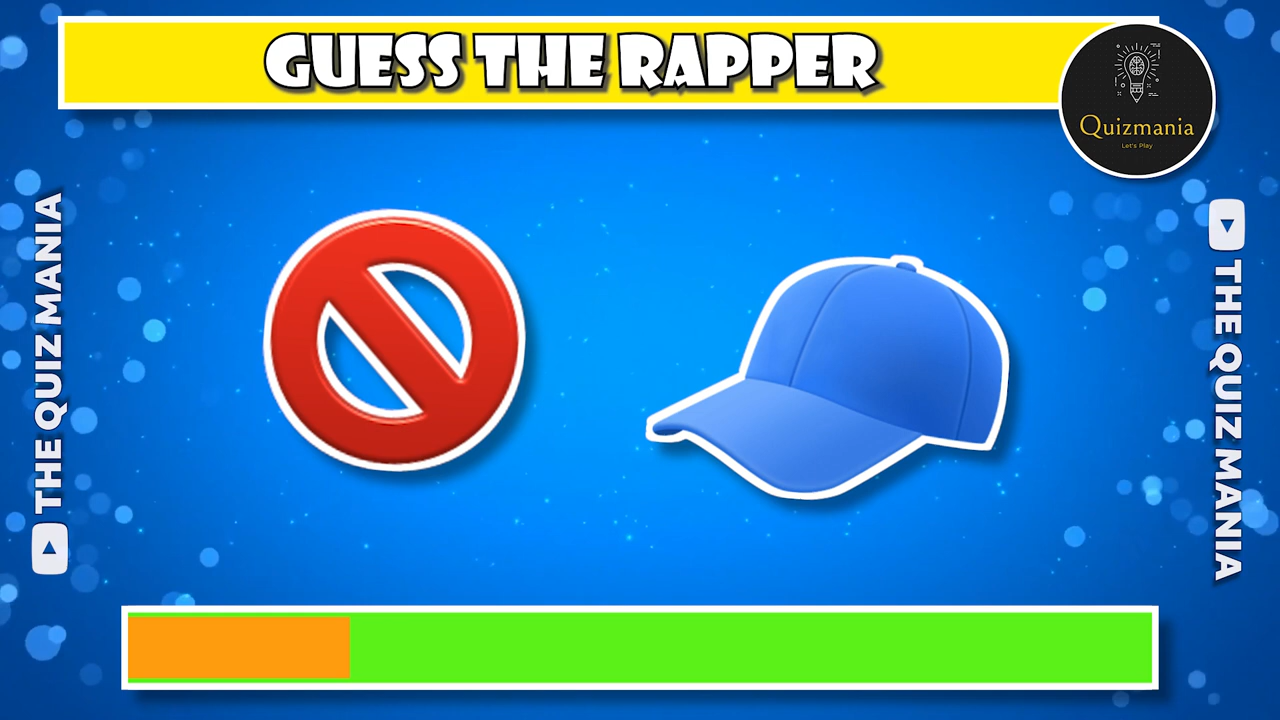 GUESS THE RAPPER
Quizmania
Let's Play
THE QUIZ MANIA
THE QUIZ MANIA